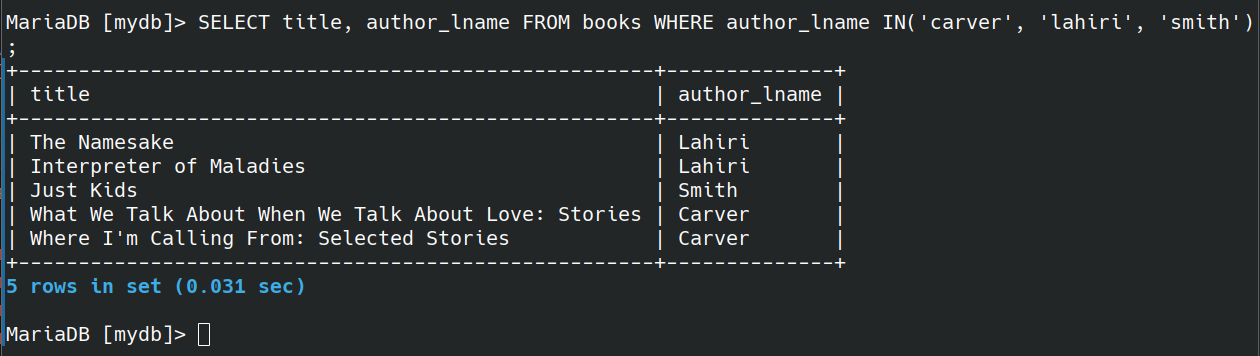 MariaDB [mydb]> SELECT title, author_lname FROM books WHERE author_lname IN('carver', 'lahiri', 'smith')
;
+-----------------------------------------------------+--------------+
| title                                               | author_lname |
+-----------------------------------------------------+--------------+
| The Namesake                                        | Lahiri       |
| Interpreter of Maladies                             | Lahiri       |
| Just Kids                                           | Smith        |
| What We Talk About When We Talk About Love: Stories | Carver       |
| Where I'm Calling From: Selected Stories            | Carver       |
+-----------------------------------------------------+--------------+
5 rows in set (0.031 sec)
MariaDB [mydb]>